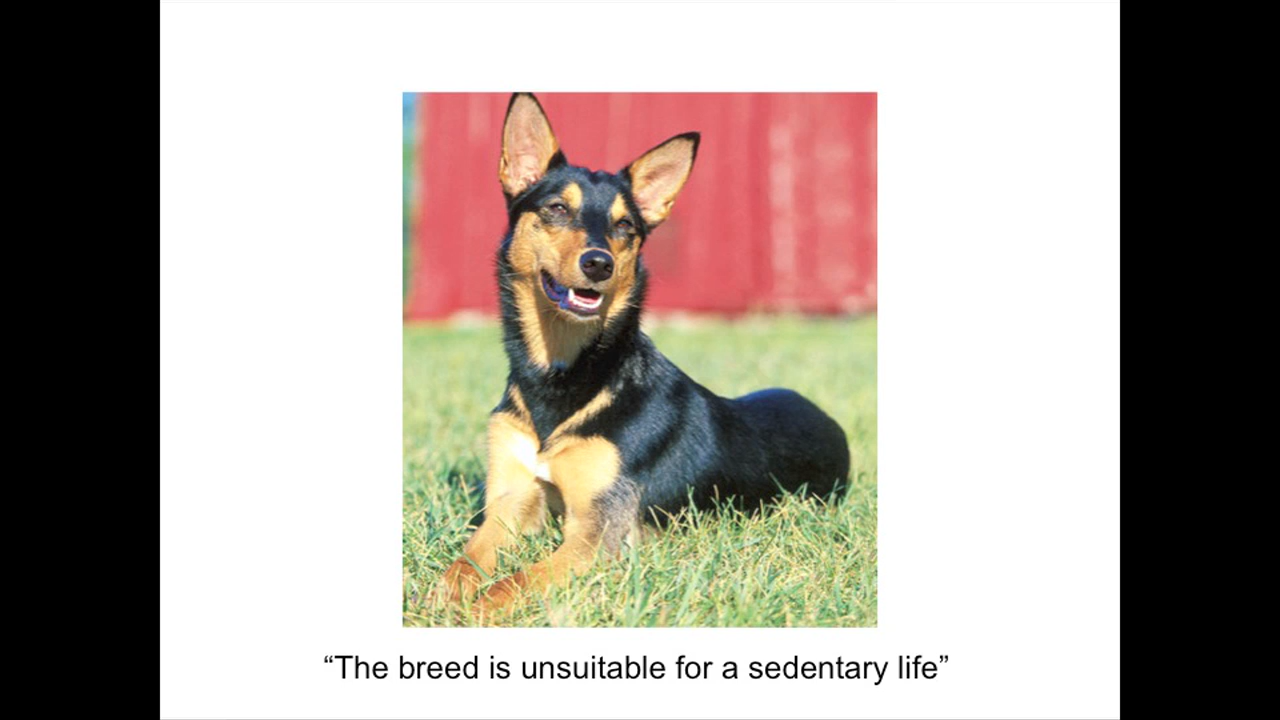 “The breed is unsuitable for a sedentary life”